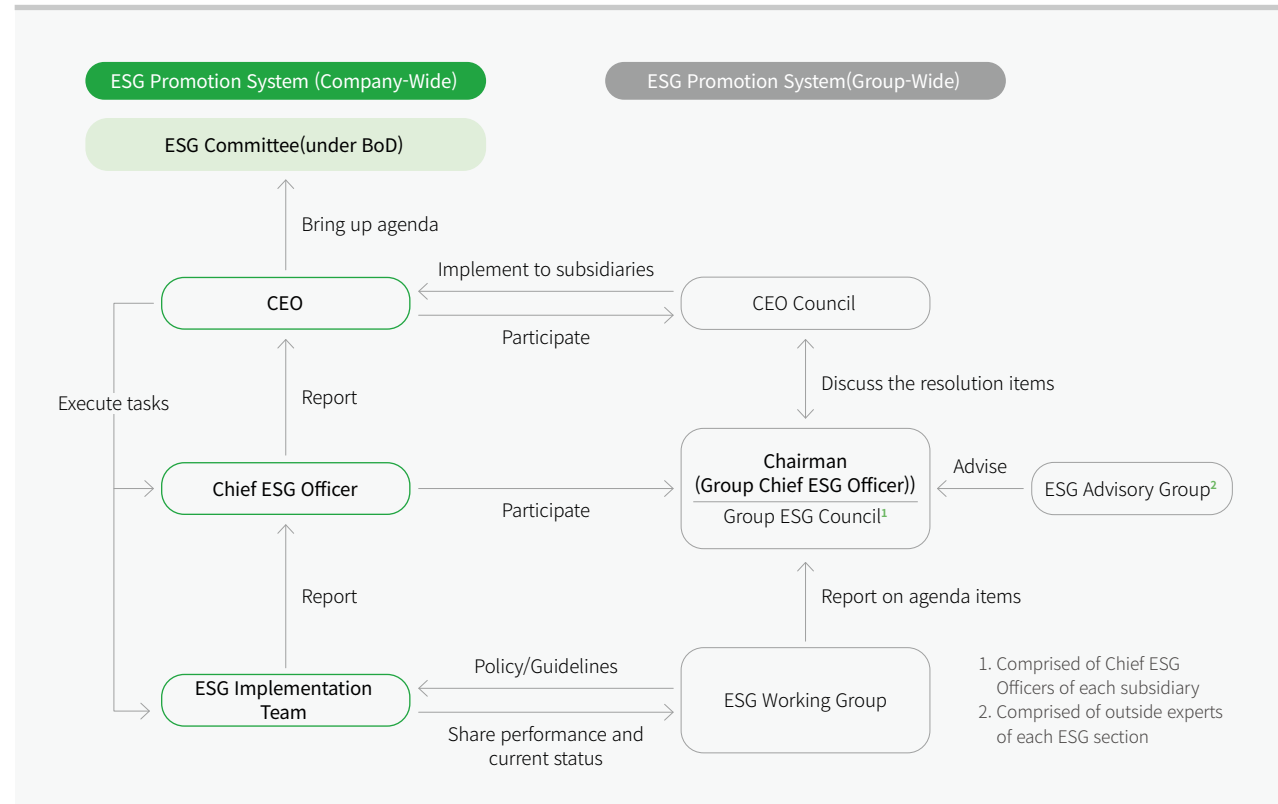 ESG Promotion System (Company-Wide)
ESG Promotion System(Group-Wide)
ESG Committee(under BoD)
Bring up agenda
Implement to subsidiaries
CEO
CEO Council
Participate
Execute tasks
Report
Discuss the resolution items
Chief ESG Officer
Participate
Chairman
(Group Chief ESG Officer))
Group ESG Council¹
Advise
ESG Advisory Group²
Report
Report on agenda items
Policy/Guidelines
ESG Implementation
Team
ESG Working Group
Share performance and
current status
1. Comprised of Chief ESG
Officers of each subsidiary
2. Comprised of outside experts
of each ESG section